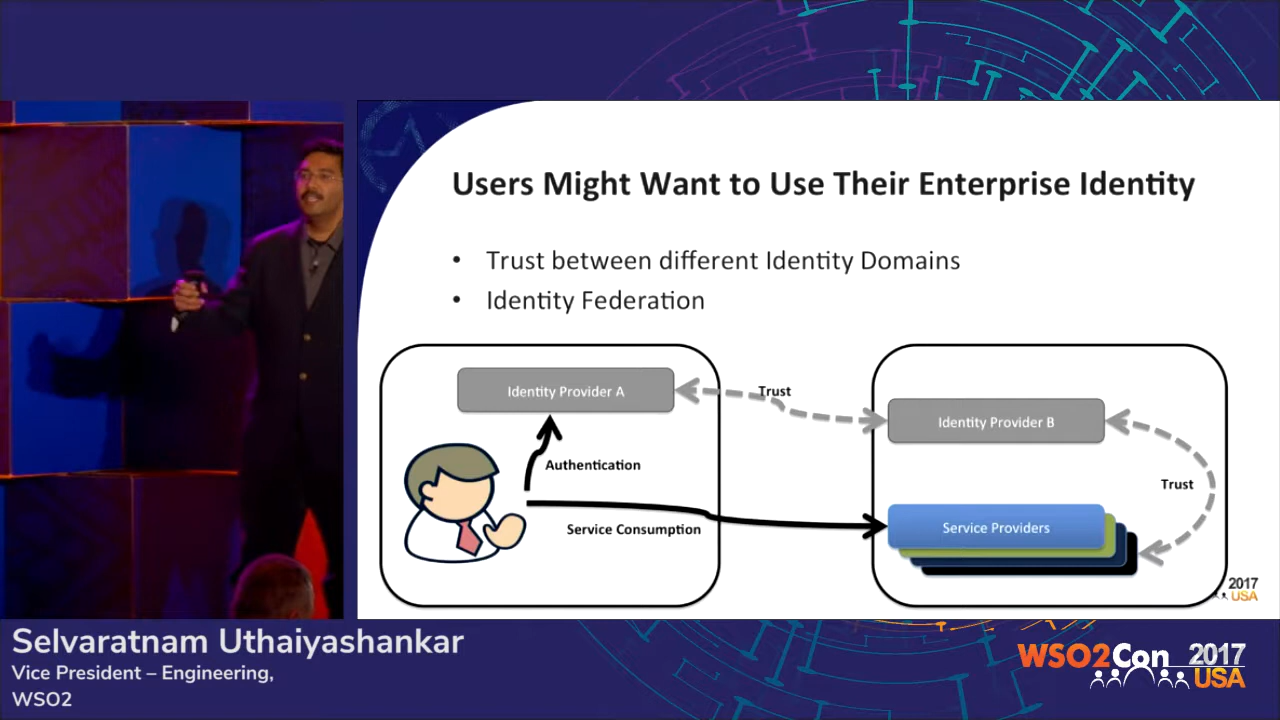 Users Might Want to Use Their Enterprise Identity
• Trust between different Identity Domains
• Identity Federation
Identity Provider A
Trust
Identity Provider B
Authentication
Trust
Service Consumption
Service Providers
2017
USA
Selvaratnam Uthaiyashankar
Vice President – Engineering,
WSO2
WSO2Con 2017
USA